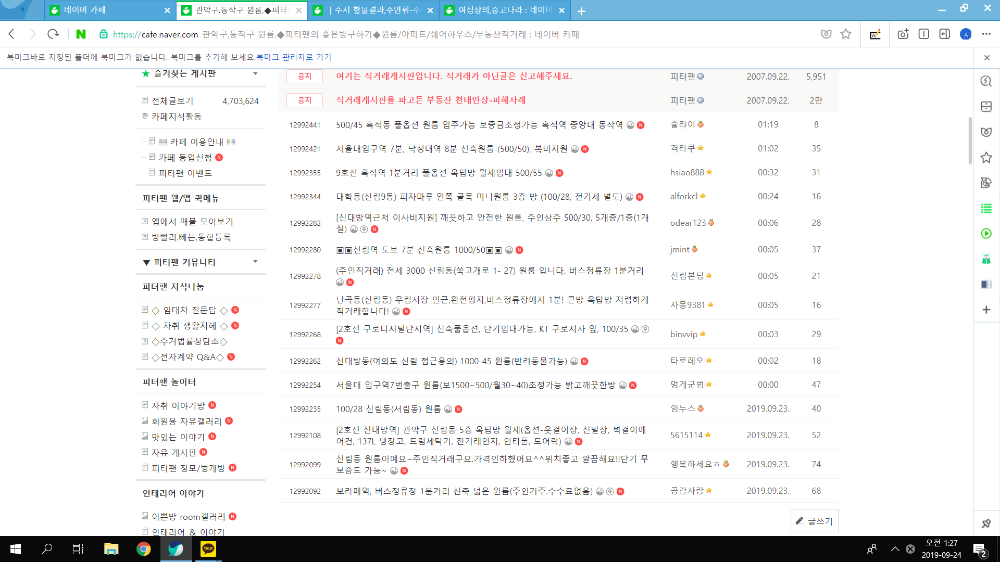 네이버 카페
관악구.동작구 원룸,◆피터팬
| 수시 합불결과,수만휘-수
여성상의,중고나라 : 네이버
https://cafe.naver.com 관악구.동작구 원룸,◆피터팬의 좋은방구하기◆원룸/아파트/쉐어하우스/부동산직거래 : 네이버 카페
북마크바로 지정된 폴더에 북마크가 없습니다. 북마크를 추가해 보세요.북마크 관리자로 가기
★ 즐겨찾는 게시판
전체글보기 4,703,624
카페지식활동
▒ 카페 이용안내 ▒
카페 등업신청 N
피터팬 이벤트
피터팬 웹/앱 퀵메뉴
앱에서 매물 모아보기
방빨리.빼는.통합등록
▼ 피터팬 커뮤니티
피터팬 지식나눔
◇ 임대차 질문답 ◇ N
◇ 자취 생활지혜 ◇ N
◇주거법률상담소◇
◇전자계약 Q&A◇ N
피터팬 놀이터
자취 이야기방 N
회원용 자유갤러리 N
맛있는 이야기 N
자유 게시판 N
피터팬 정모/벙개방 N
인테리어 이야기
이쁜방 room갤러리 N
인테리어 & 이야기
공지 여기는 직거래게시판입니다. 직거래가 아닌글은 신고해주세요. 피터팬 2007.09.22. 5,951
공지 직거래게시판을 파고든 부동산 천태만상-피해사례 피터팬 2007.09.22. 2만
12992441 500/45 흑석동 풀옵션 원룸 입주가능 보증금조정가능 흑석역 중앙대 동작역 N 쥴랴이 01:19 8
12992421 서울대입구역 7분, 낙성대역 8분 신축원룸 (500/50), 복비지원 N 격타쿠 01:02 35
12992355 9호선 흑석역 1분거리 풀옵션 옥탑방 월세임대 500/55 N hsiao888 00:32 31
12992344 대학동(신림9동) 피자마루 안쪽 골목 미니원룸 3층 방 (100/28, 전기세 별도) N alforkcl 00:24 16
12992282 [신대방역근처 이사비지원] 깨끗하고 안전한 원룸, 주인상주 500/30, 5개층/1층(1개
실) N odear123 00:06 28
12992280 ▣▣신림역 도보 7분 신축원룸 1000/50▣▣ N jmint 00:05 37
12992278 (주인직거래) 전세 3000 신림동(쑥고개로 1- 27) 원룸 입니다. 버스정류장 1분거리
N 신림본덩 00:05 21
12992277 난곡동(신림동) 우림시장 인근,완전평지,버스정류장에서 1분! 큰방 옥탑방 저렴하게
직거래합니다! N 자몽9381 00:05 16
12992268 [2호선 구로디지털단지역] 신축풀옵션, 단기임대가능, KT 구로지사 옆, 100/35
N binvvip 00:03 29
12992262 신대방동(여의도 신림 접근용의) 1000-45 원룸(반려동물가능) N 타로레오 00:02 18
12992254 서울대 입구역7번출구 원룸(보1500~500/월30~40)조정가능 밝고깨끗한방 N 멍게군범 00:00 47
12992235 100/28 신림동(서림동) 원룸 N 임누스 2019.09.23. 40
12992108 [2호선 신대방역] 관악구 신림동 5층 옥탑방 월세(옵션-옷걸이장, 신발장, 벽걸이에
어컨, 137L 냉장고, 드럼세탁기, 전기레인지, 인터폰, 도어락) N 5615114 2019.09.23. 52
12992099 신림동 원룸이예요~주인직거래구요.가격인하했어요^^위치좋고 깔끔해요!!단기 무
보증도 가능~ N 행복하세요ㅎ 2019.09.23. 74
12992092 보라매역, 버스정류장 1분거리 신축 넓은 원룸(주인거주.수수료없음) N 공감사랑 2019.09.23. 68
글쓰기
TALK
오전 1:27
2019-09-24
2